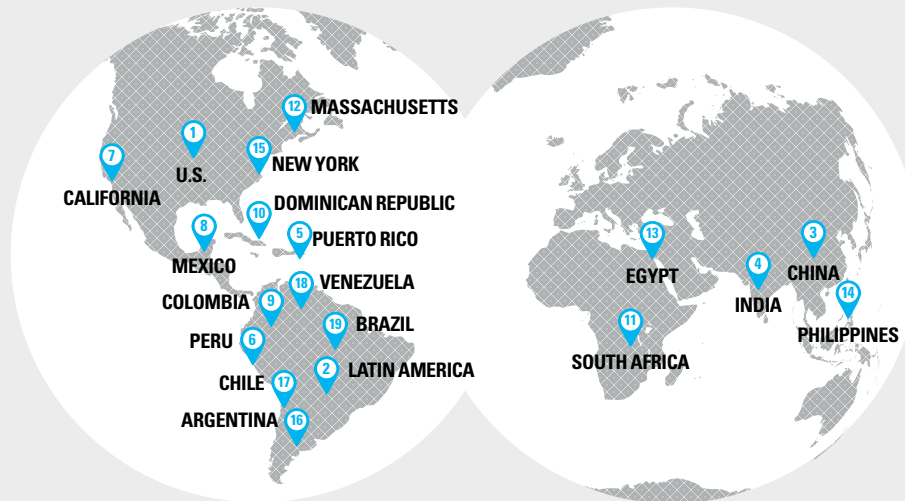 12 MASSACHUSETTS
1
U.S.
15 NEW YORK
7
CALIFORNIA
10 DOMINICAN REPUBLIC
8
MEXICO
5 PUERTO RICO
18 VENEZUELA
COLOMBIA 9
19 BRAZIL
PERU 6
2 LATIN AMERICA
CHILE 17
ARGENTINA 16
13
EGYPT
3
CHINA
4
INDIA
14
PHILIPPINES
11
SOUTH AFRICA